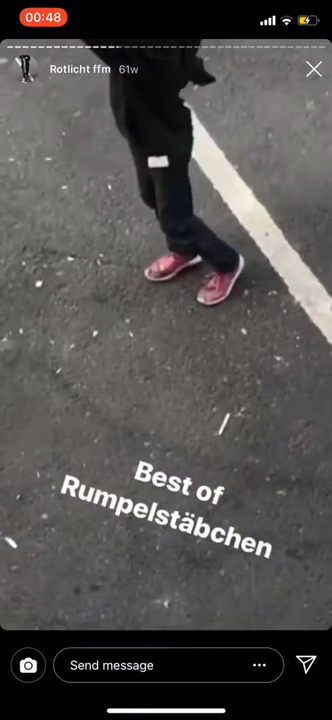 00:48
Rotlicht ffm 61w
Best of
Rumpelstäbchen
Send message